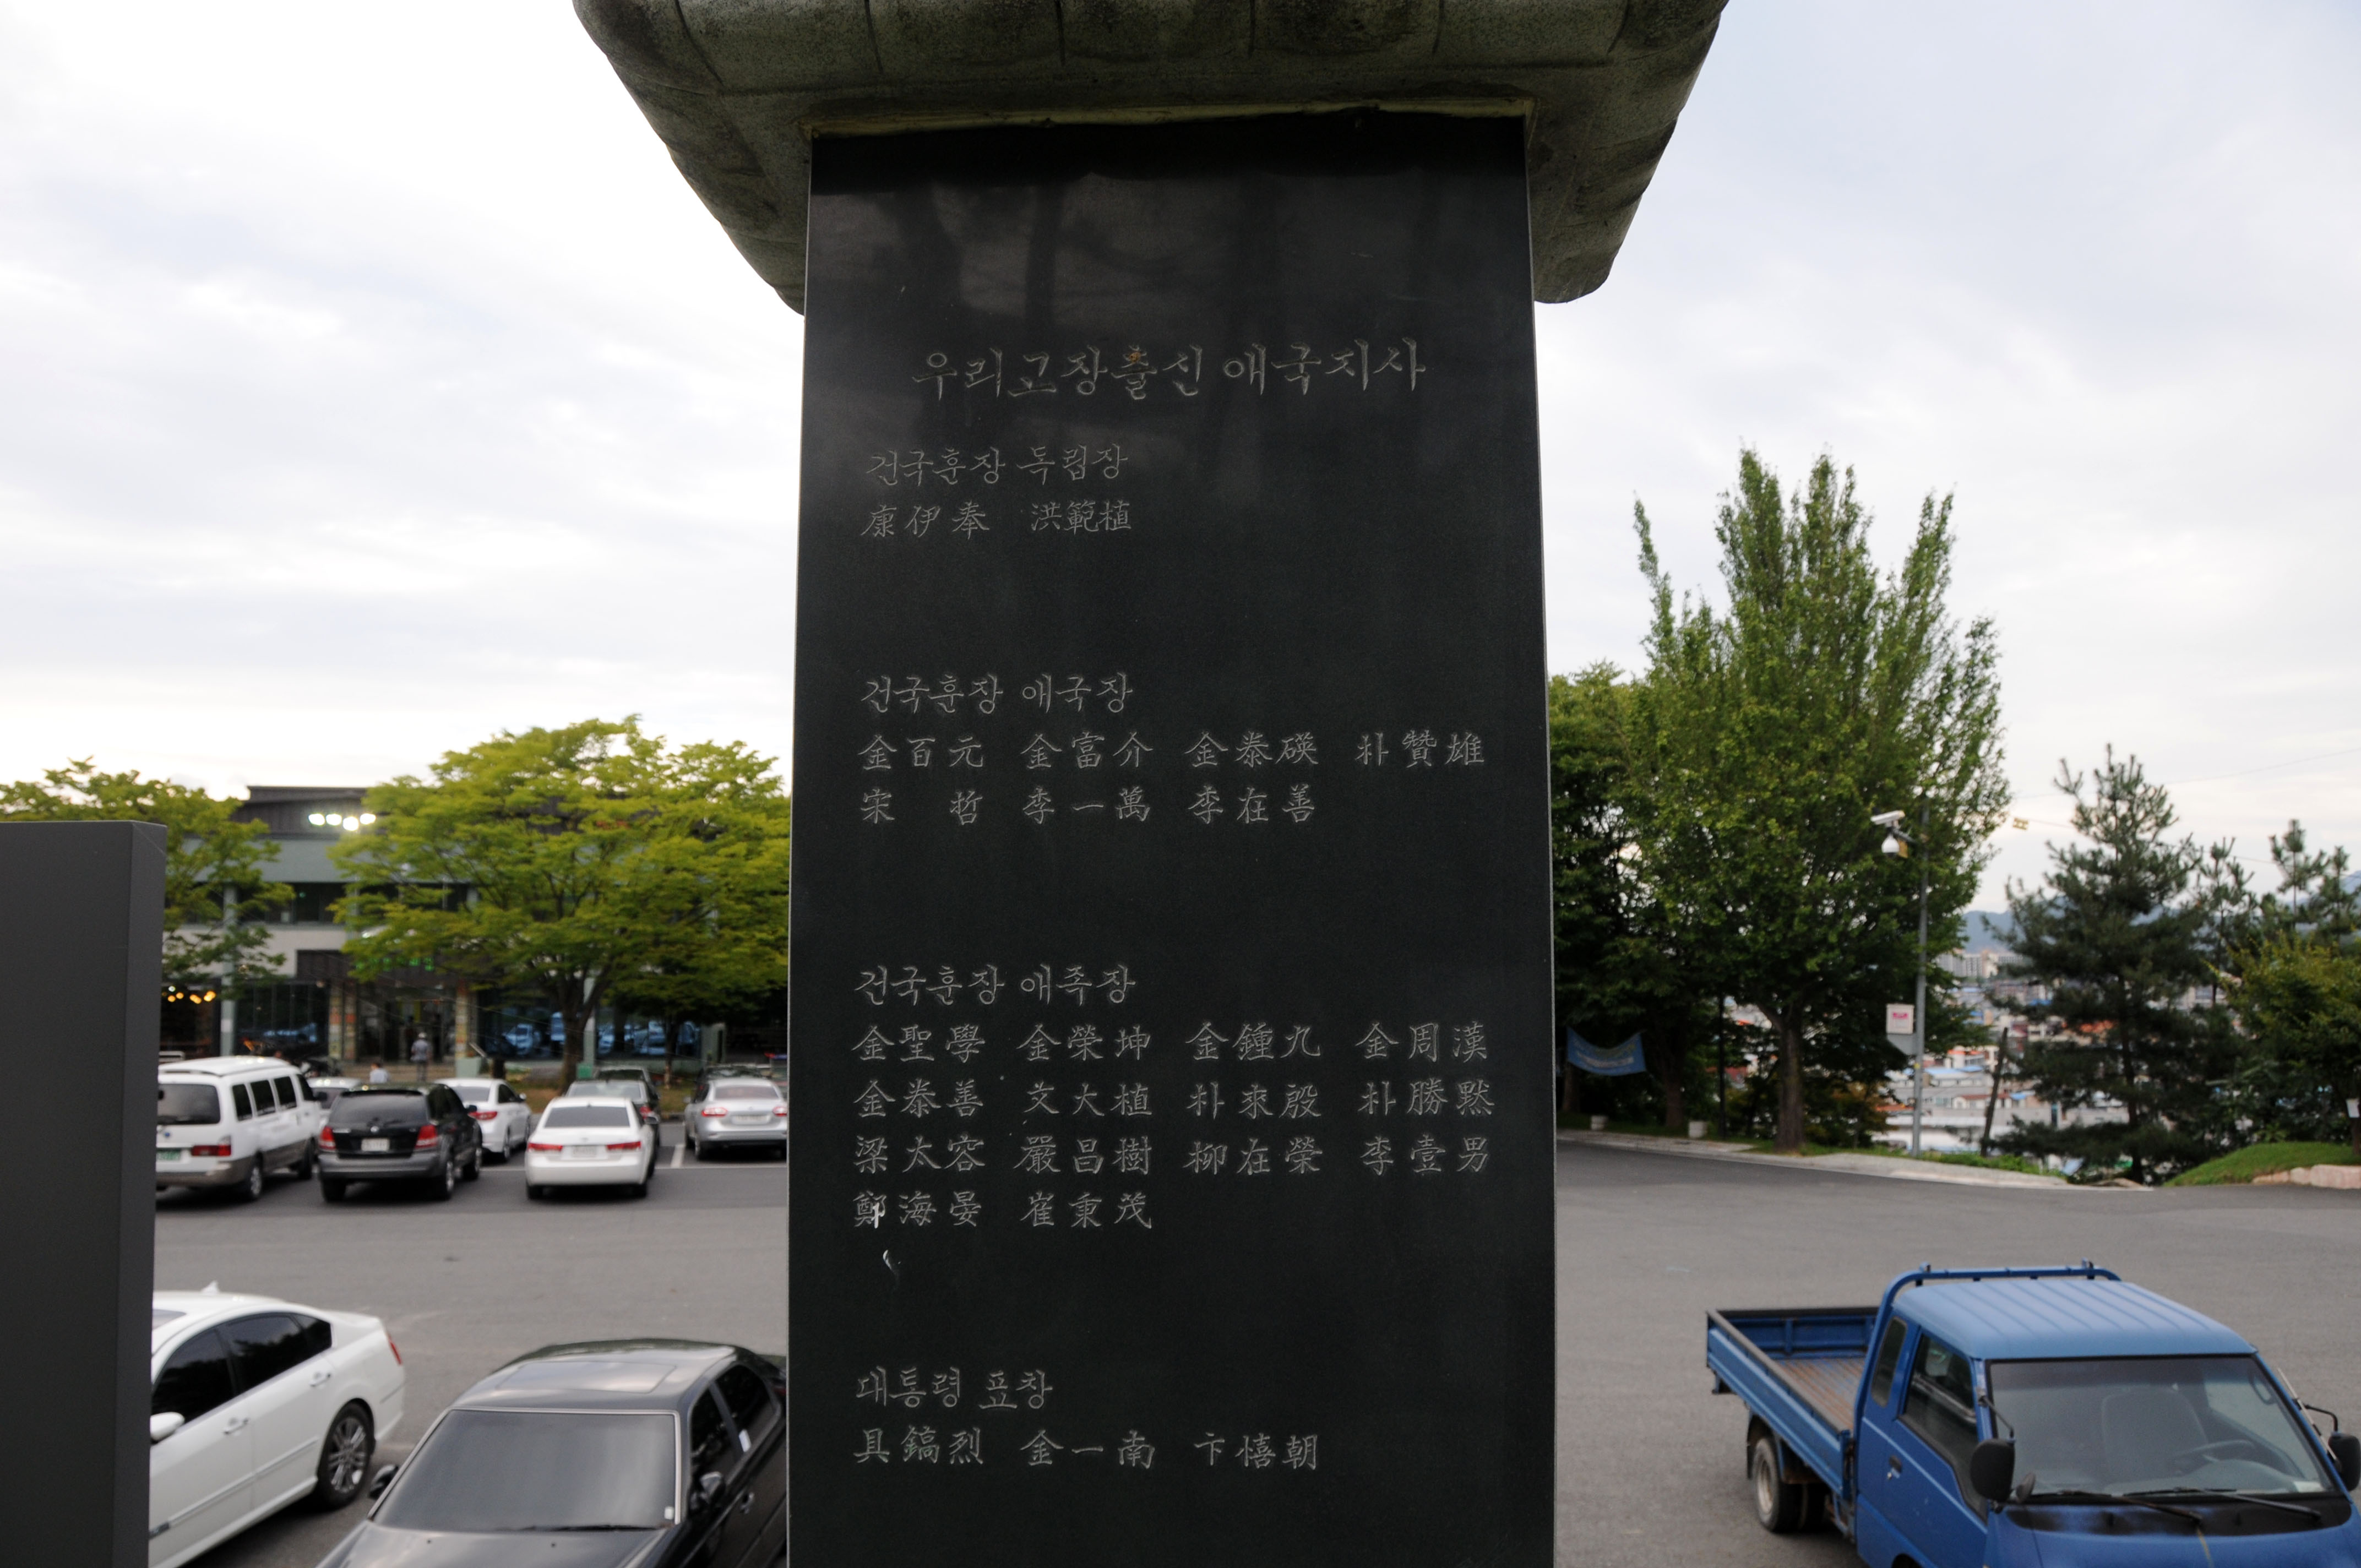 우리고장출신 애국지사
건국훈장 독립장
康伊奉 洪範植
건국훈장 애국장
金百元 金富介 金泰瑛 朴贊雄
宋 哲 李一萬 李在善
건국훈장 애족장
金聖學 金榮坤 金鍾九 金周漢
金泰善 文大植 朴來殷 朴勝黙
梁太容 嚴昌樹 柳在榮 李壹男
鄭海晏 崔秉茂
대통령 표창
具鎬烈 金一南 卞憘朝